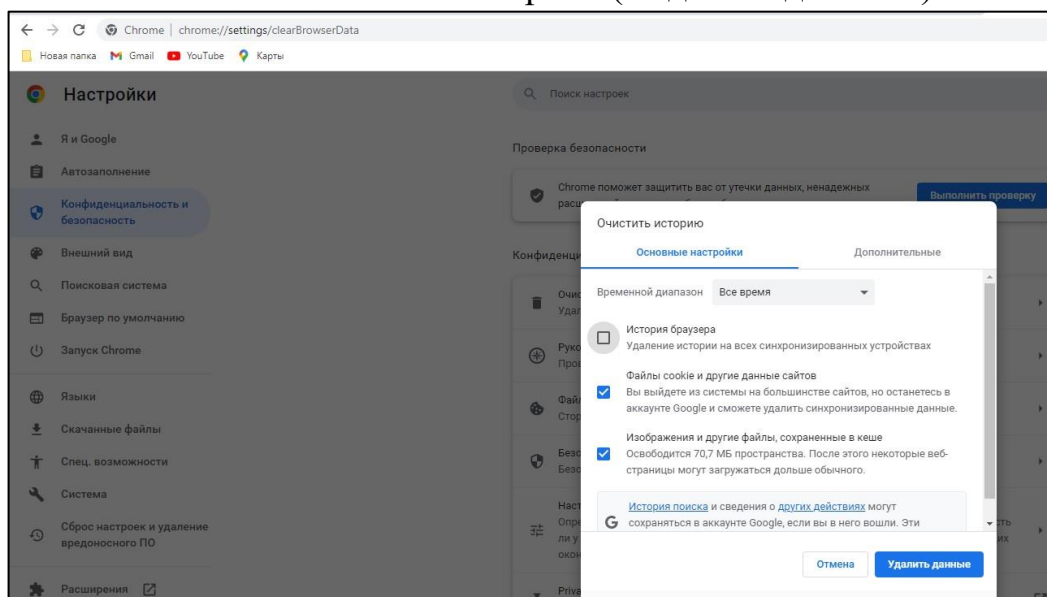 Chrome | chrome://settings/clearBrowserData
Новая папка Gmail YouTube Карты
Настройки
Поиск настроек
Я и Google
Автозаполнение
Конфиденциальность и
безопасность
Внешний вид
Поисковая система
Браузер по умолчанию
Запуск Chrome
Языки
Скачанные файлы
Спец. возможности
Система
Сброс настроек и удаление
вредоносного ПО
Расширения
Проверка безопасности
Chrome поможет защитить вас от утечки данных, ненадежных
Выполнить проверку
Очистить историю
Основные настройки Дополнительные
Временной диапазон Все время
История браузера
Удаление истории на всех синхронизированных устройствах
Файлы cookie и другие данные сайтов
Вы выйдете из системы на большинстве сайтов, но останетесь в
аккаунте Google и сможете удалить синхронизированные данные.
Изображения и другие файлы, сохраненные в кеше
Освободится 70,7 МБ пространства. После этого некоторые веб-
страницы могут загружаться дольше обычного.
История поиска и сведения о других действиях могут
сохраняться в аккаунте Google, если вы в него вошли. Эти
Отмена Удалить данные